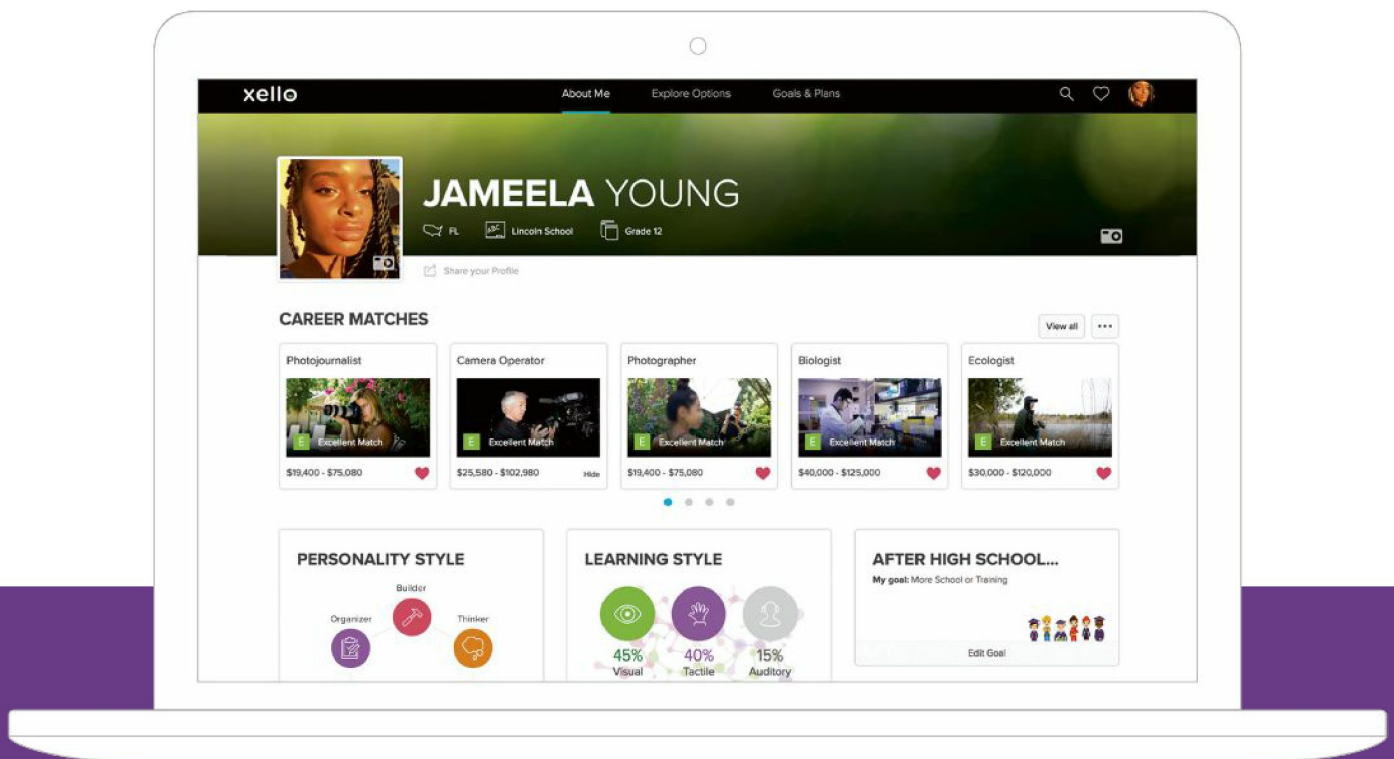 xello
About Me Explore Options Goals & Plans
JAMEELA YOUNG
FL ABC Lincoln School Grade 12
Share your Profile
CAREER MATCHES
View all
Photojournalist Camera Operator Photographer Biologist Ecologist
E Excellent Match E Excellent Match E Excellent Match E Excellent Match E Excellent Match
$19,400 - $75,080 $25,580 - $102,980 Hide $19,400 - $75,080 $40,000 - $125,000 $30,000 - $120,000
PERSONALITY STYLE
Builder
Organizer Thinker
LEARNING STYLE
45% 40% 15%
Visual Tactile Auditory
AFTER HIGH SCHOOL...
My goal: More School or Training
Edit Goal